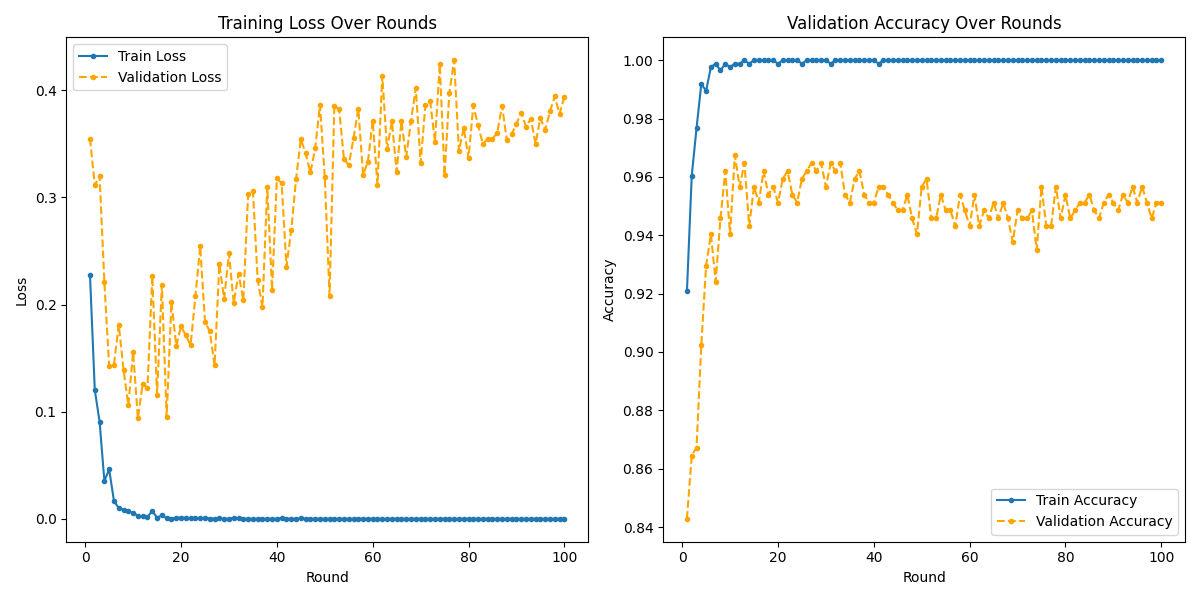 Training Loss Over Rounds
Train Loss
Validation Loss
Loss
0.4
0.3
0.2
0.1
0.0
0 20 40 60 80 100
Round
Validation Accuracy Over Rounds
Accuracy
1.00
0.98
0.96
0.94
0.92
0.90
0.88
0.86
0.84
Train Accuracy
Validation Accuracy
0 20 40 60 80 100
Round